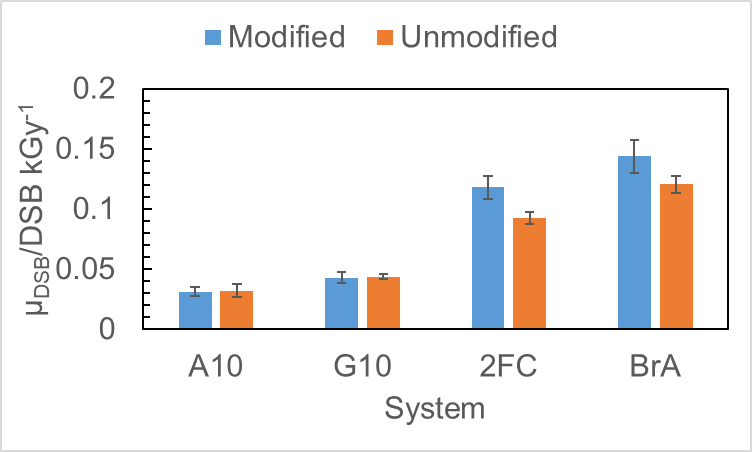 Modified Unmodified
μDSB/DSB kGy-1
0.2
0.15
0.1
0.05
0
A10 G10 2FC BrA
System